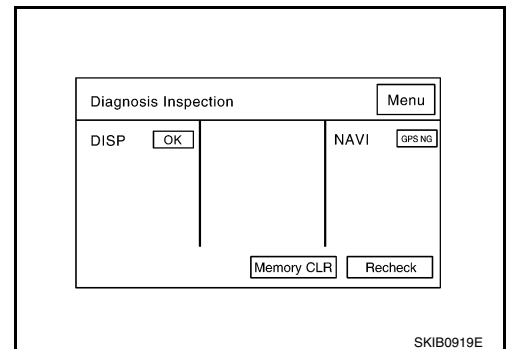 Diagnosis Inspection Menu
DISP OK NAVI GPS NG
Memory CLR Recheck
SKIB0919E